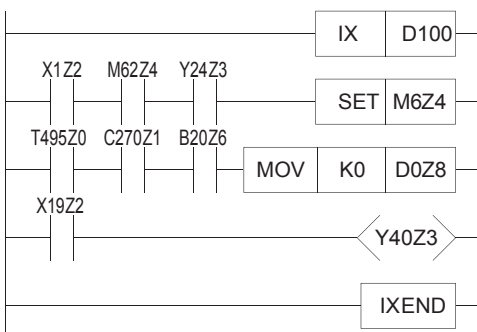 IX D100
X1Z2 M62Z4 Y24Z3
SET M6Z4
T495Z0 C270Z1 B20Z6
MOV K0 D0Z8
X19Z2
Y40Z3
IXEND